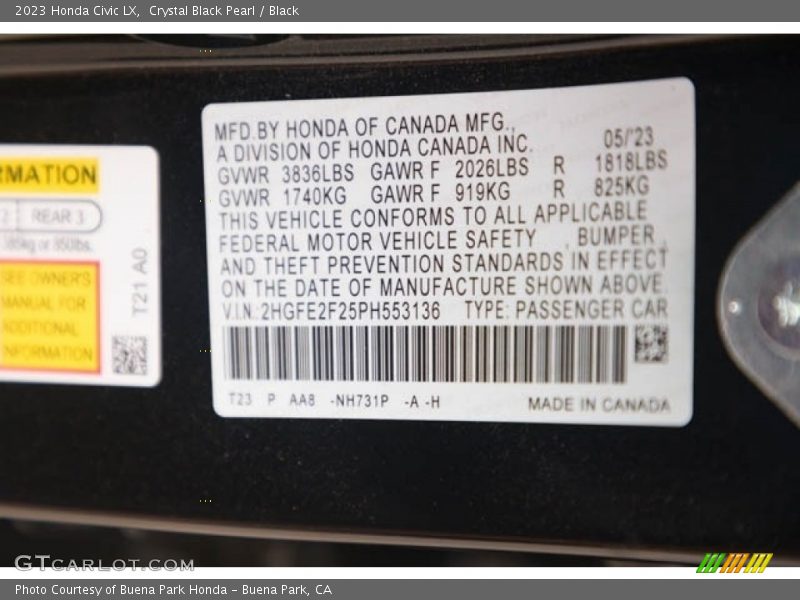 2023 Honda Civic LX, Crystal Black Pearl / Black
RMATION
REAR 3
385kg or 850lbs.
SEE OWNER'S
MANUAL FOR
ADDITIONAL
INFORMATION
T21 A0
MFD.BY HONDA OF CANADA MFG.,
A DIVISION OF HONDA CANADA INC. 05/'23
GVWR 3836LBS GAWR F 2026LBS R 1818LBS
GVWR 1740KG GAWR F 919KG R 825KG
THIS VEHICLE CONFORMS TO ALL APPLICABLE
FEDERAL MOTOR VEHICLE SAFETY , BUMPER ,
AND THEFT PREVENTION STANDARDS IN EFFECT
ON THE DATE OF MANUFACTURE SHOWN ABOVE.
V.I.N.:2HGFE2F25PH553136 TYPE: PASSENGER CAR
T23 P AA8 -NH731P -A -H MADE IN CANADA
GTCARLOT.COM
Photo Courtesy of Buena Park Honda - Buena Park, CA